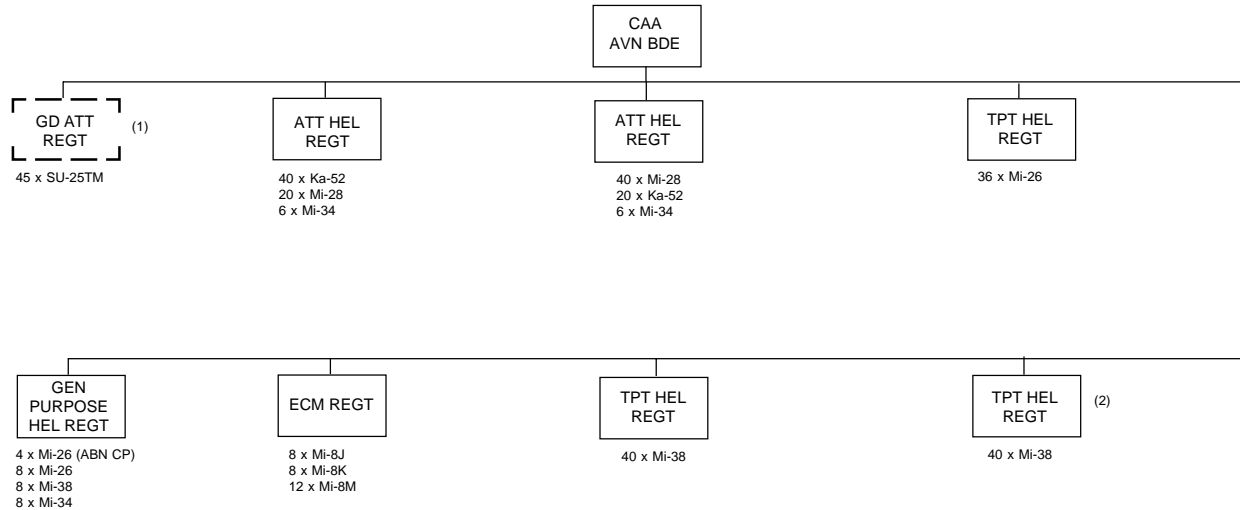 CAA
AVN BDE
GD ATT
REGT
(1)
45 x SU-25TM
ATT HEL
REGT
40 x Ka-52
20 x Mi-28
6 x Mi-34
ATT HEL
REGT
40 x Mi-28
20 x Ka-52
6 x Mi-34
TPT HEL
REGT
36 x Mi-26
GEN
PURPOSE
HEL REGT
4 x Mi-26 (ABN CP)
8 x Mi-26
8 x Mi-38
8 x Mi-34
ECM REGT
8 x Mi-8J
8 x Mi-8K
12 x Mi-8M
TPT HEL
REGT
40 x Mi-38
TPT HEL
REGT
(2)
40 x Mi-38